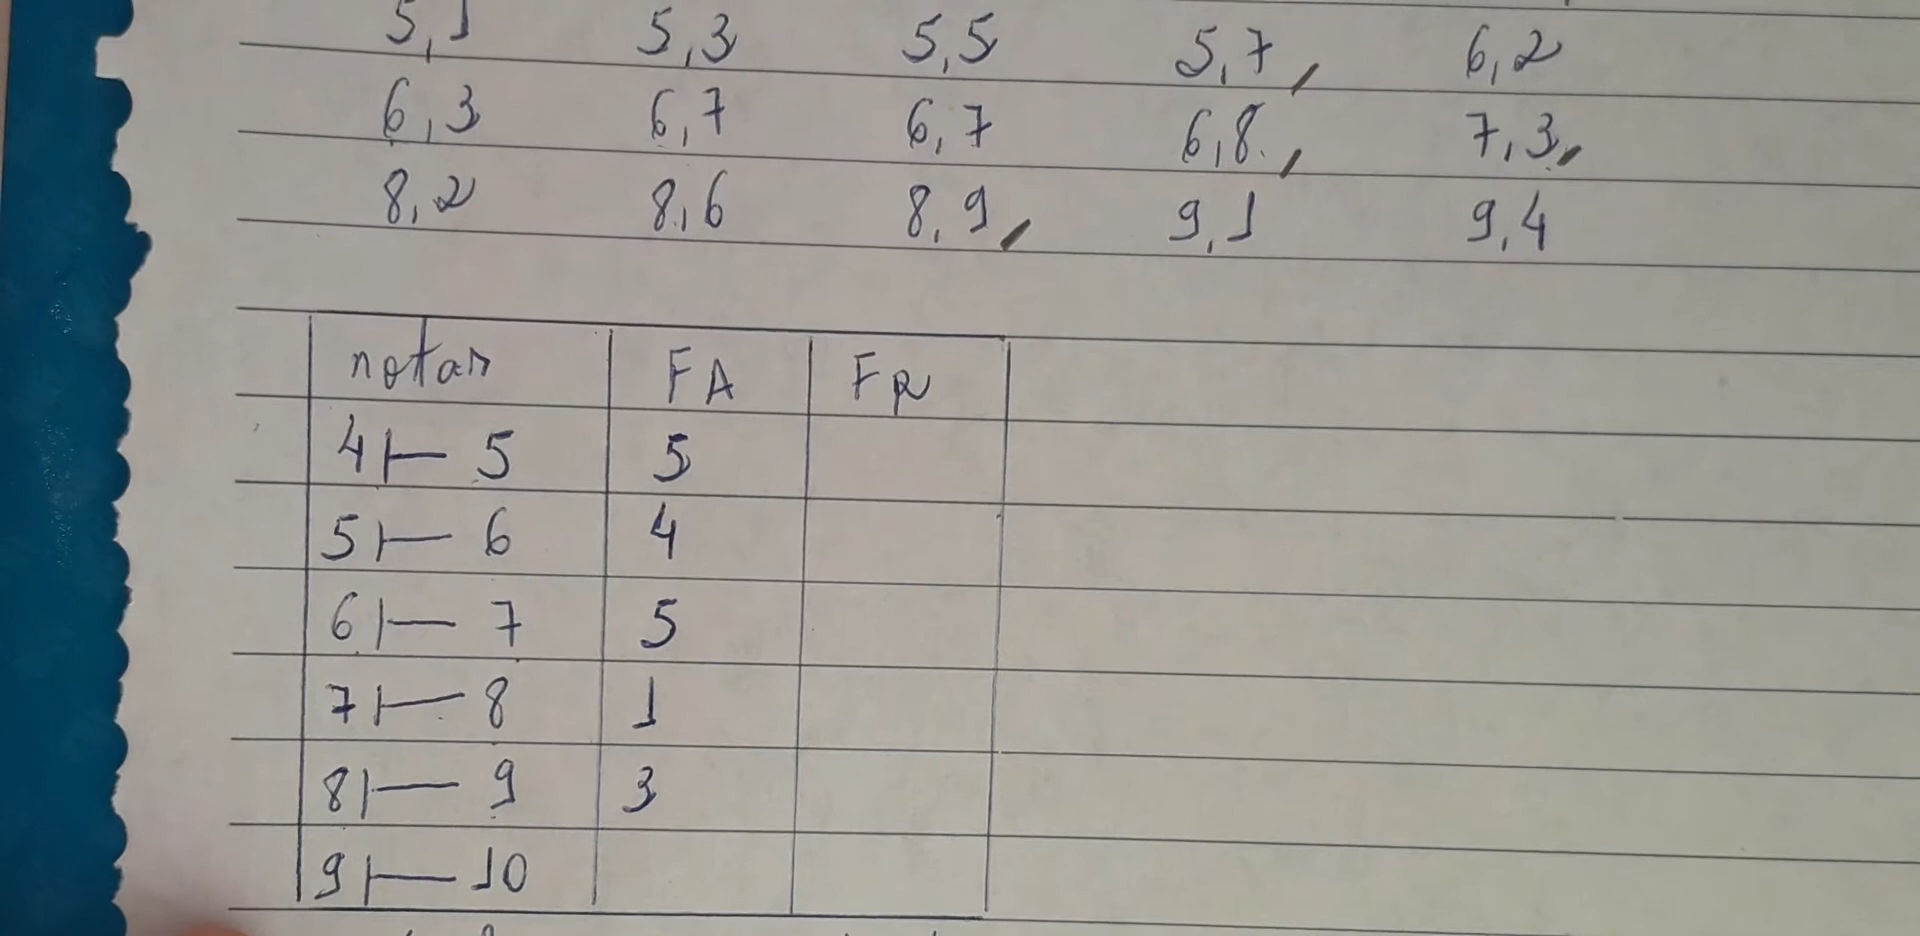 5,1 5,3 5,5 5,7 6,2
6,3 6,7 6,7 6,8 7,3
8,2 8,6 8,9 9,1 9,4
notas FA FR
4 |— 5 5
5 |— 6 4
6 |— 7 5
7 |— 8 1
8 |— 9 3
9 |— 10